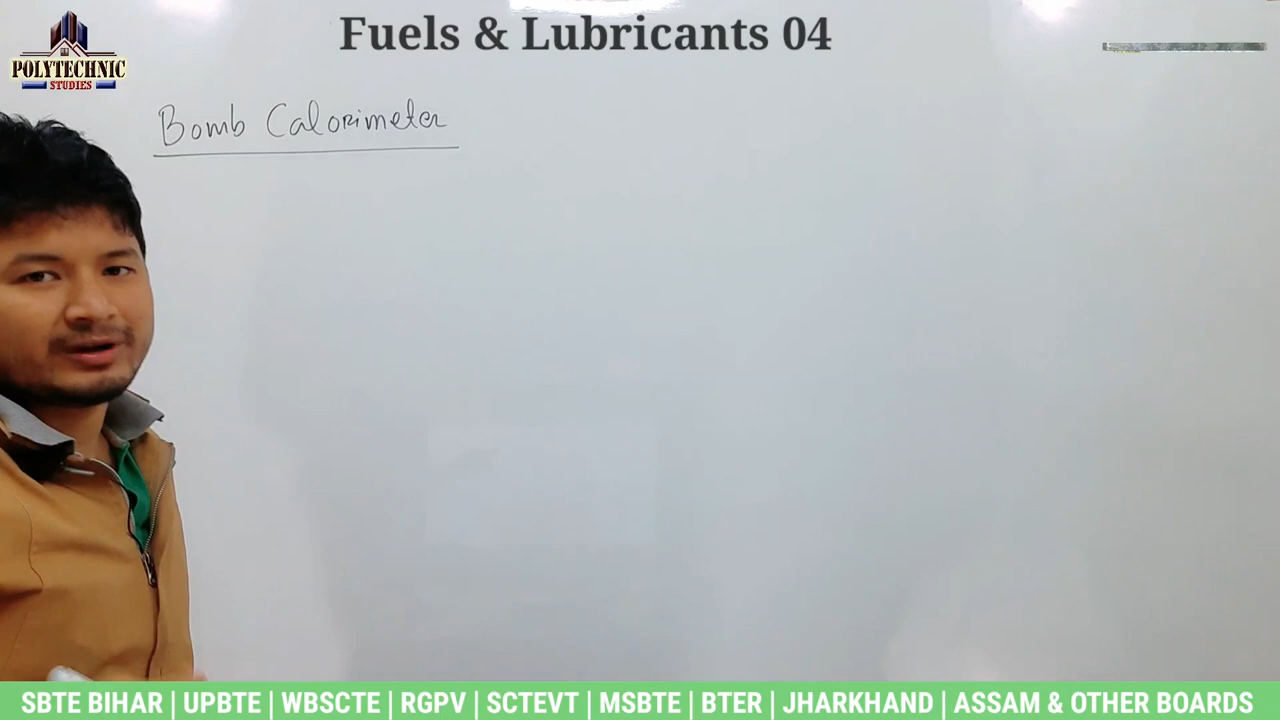 Fuels & Lubricants 04
POLYTECHNIC
STUDIES
Bomb Calorimeter
SBTE BIHAR | UPBTE | WBSCTE | RGPV | SCTEVT | MSBTE | BTER | JHARKHAND | ASSAM & OTHER BOARDS